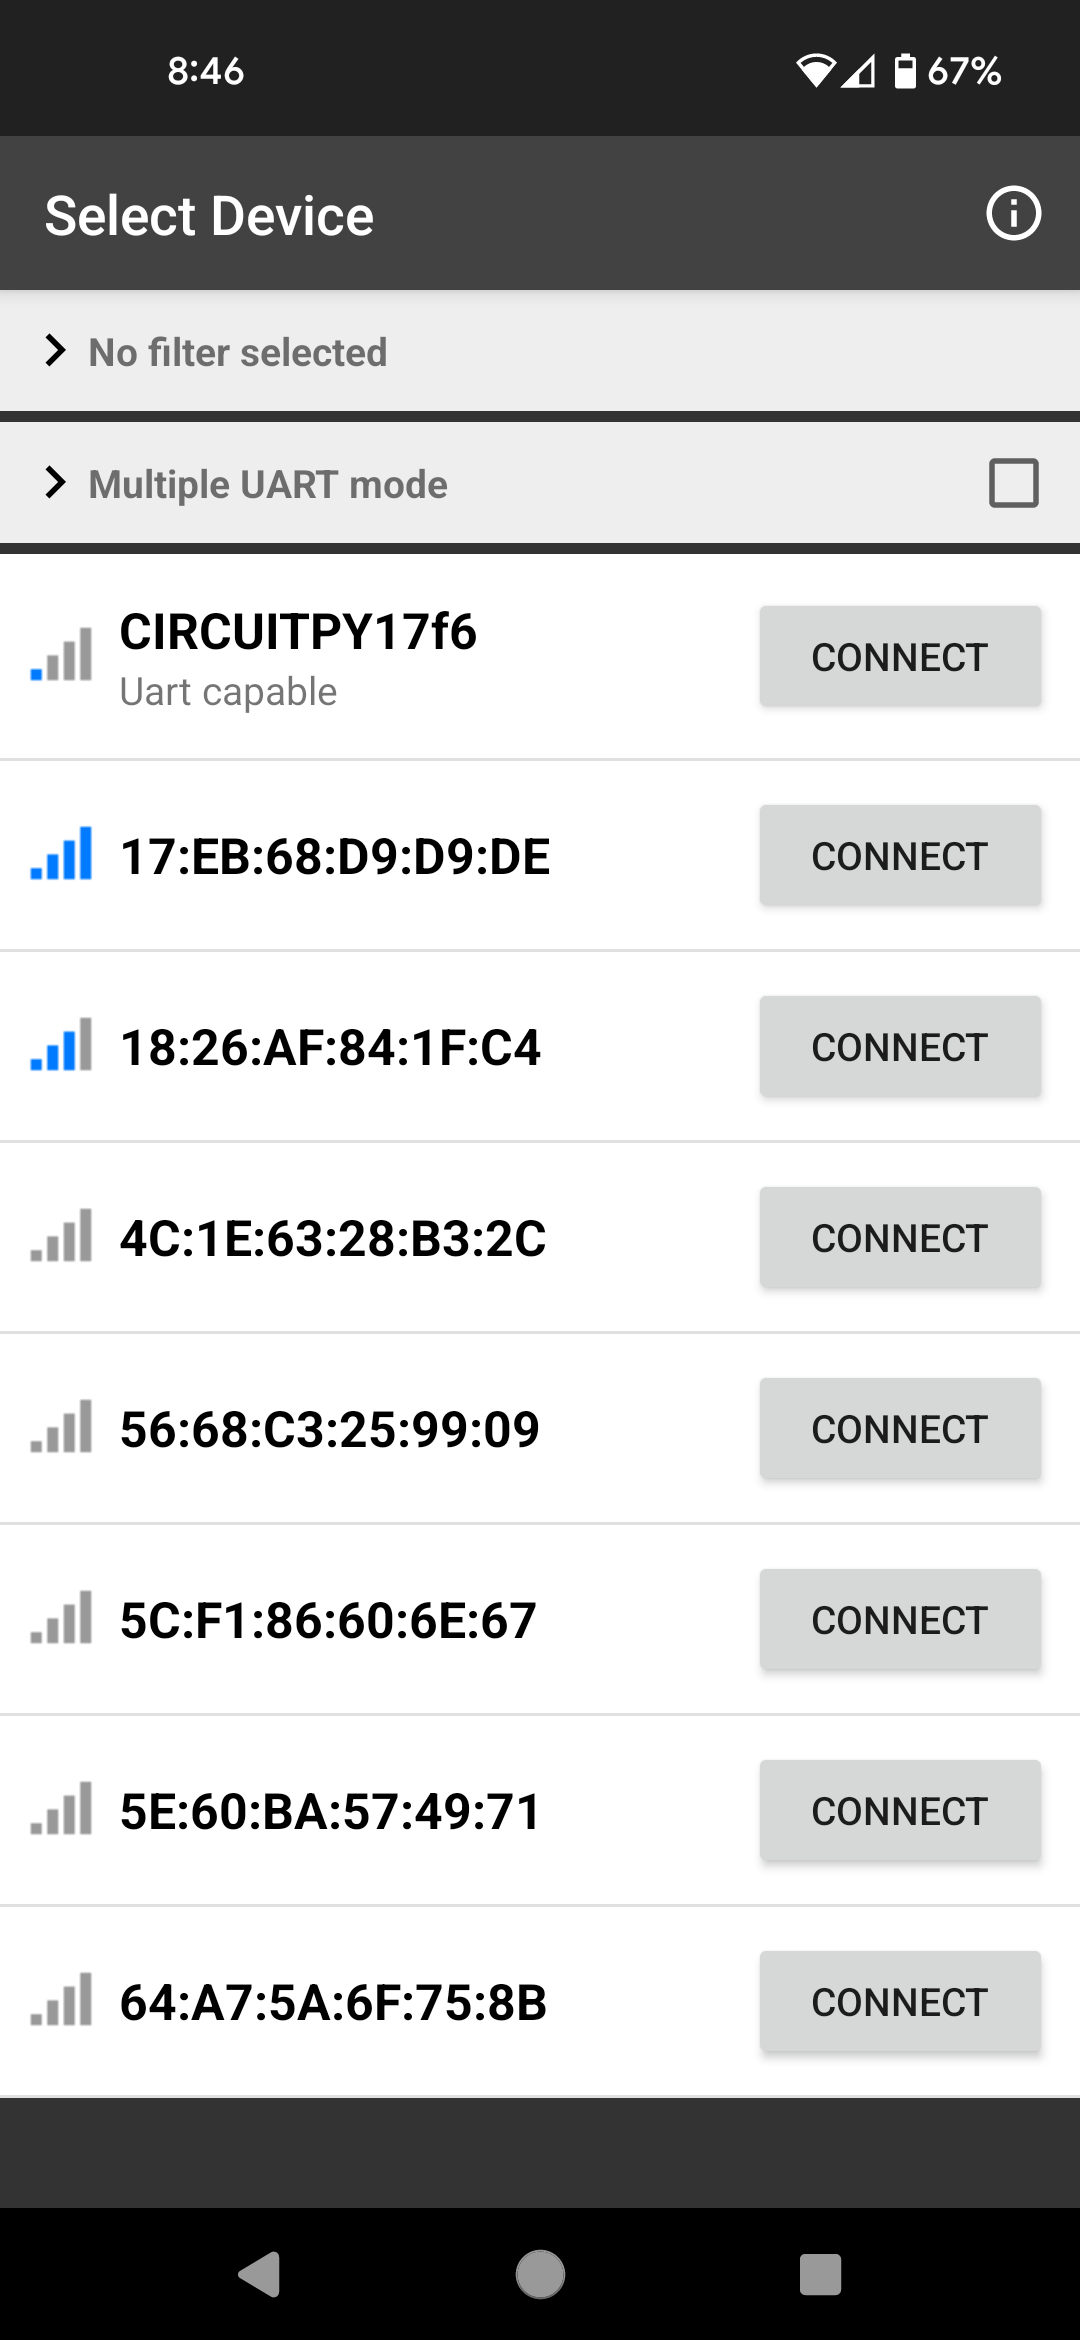 8:46
67%
Select Device
No filter selected
Multiple UART mode
CIRCUITPY17f6
Uart capable
CONNECT
17:EB:68:D9:D9:DE
CONNECT
18:26:AF:84:1F:C4
CONNECT
4C:1E:63:28:B3:2C
CONNECT
56:68:C3:25:99:09
CONNECT
5C:F1:86:60:6E:67
CONNECT
5E:60:BA:57:49:71
CONNECT
64:A7:5A:6F:75:8B
CONNECT